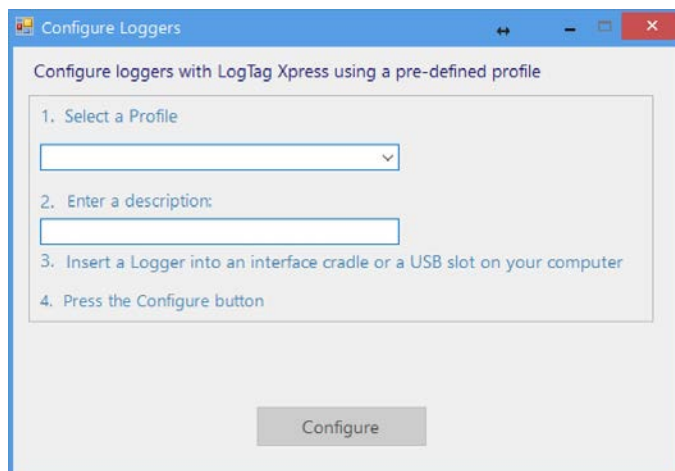 Configure Loggers
Configure loggers with LogTag Xpress using a pre-defined profile
1. Select a Profile
2. Enter a description:
3. Insert a Logger into an interface cradle or a USB slot on your computer
4. Press the Configure button
Configure